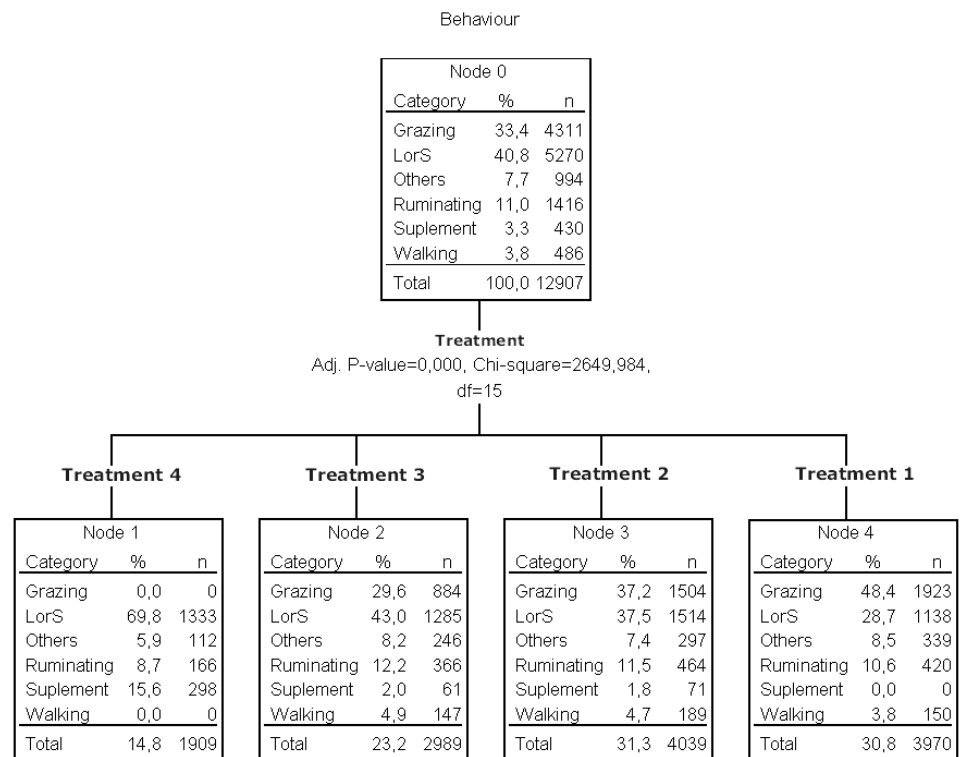 Behaviour
Node 0
Category % n
Grazing 33,4 4311
LorS 40,8 5270
Others 7,7 994
Ruminating 11,0 1416
Suplement 3,3 430
Walking 3,8 486
Total 100,0 12907
Treatment
Adj. P-value=0,000, Chi-square=2649,984,
df=15
Treatment 4
Node 1
Category % n
Grazing 0,0 0
LorS 69,8 1333
Others 5,9 112
Ruminating 8,7 166
Suplement 15,6 298
Walking 0,0 0
Total 14,8 1909
Treatment 3
Node 2
Category % n
Grazing 29,6 884
LorS 43,0 1285
Others 8,2 246
Ruminating 12,2 366
Suplement 2,0 61
Walking 4,9 147
Total 23,2 2989
Treatment 2
Node 3
Category % n
Grazing 37,2 1504
LorS 37,5 1514
Others 7,4 297
Ruminating 11,5 464
Suplement 1,8 71
Walking 4,7 189
Total 31,3 4039
Treatment 1
Node 4
Category % n
Grazing 48,4 1923
LorS 28,7 1138
Others 8,5 339
Ruminating 10,6 420
Suplement 0,0 0
Walking 3,8 150
Total 30,8 3970